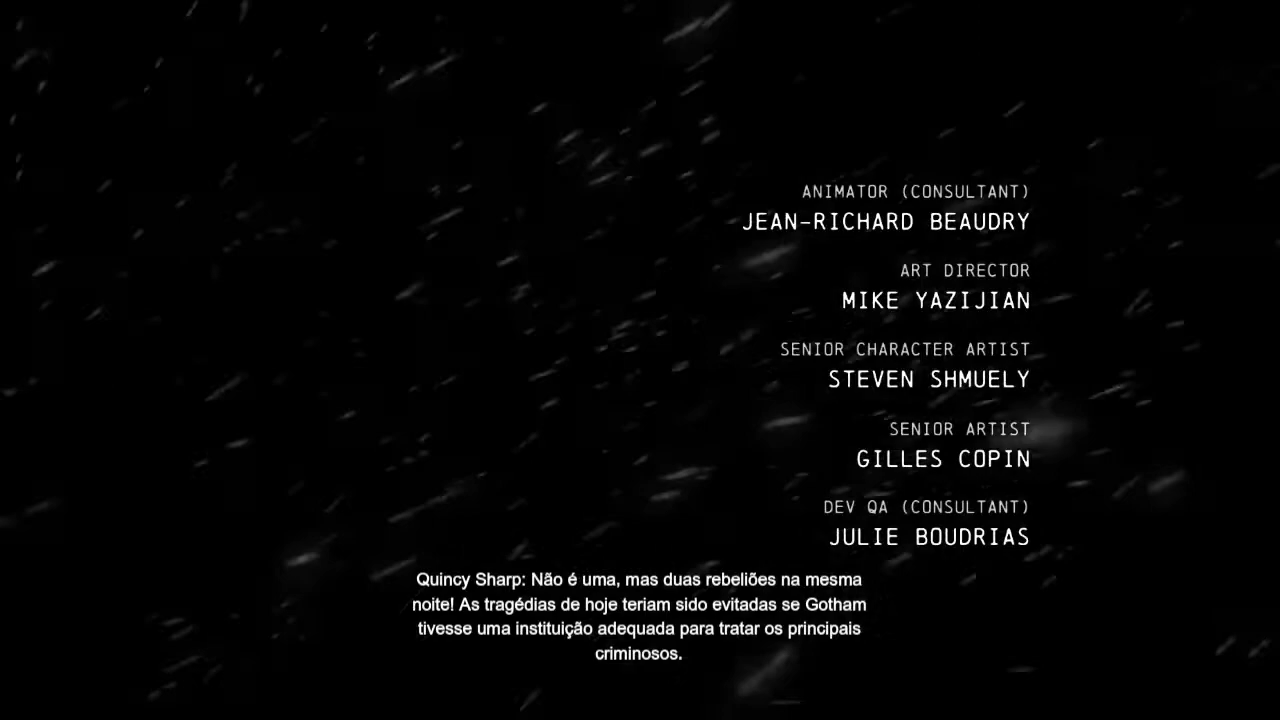 ANIMATOR (CONSULTANT)
JEAN-RICHARD BEAUDRY
ART DIRECTOR
MIKE YAZIJIAN
SENIOR CHARACTER ARTIST
STEVEN SHMUELY
SENIOR ARTIST
GILLES COPIN
DEV QA (CONSULTANT)
JULIE BOUDRIAS
Quincy Sharp: Não é uma, mas duas rebeliões na mesma
noite! As tragédias de hoje teriam sido evitadas se Gotham
tivesse uma instituição adequada para tratar os principais
criminosos.